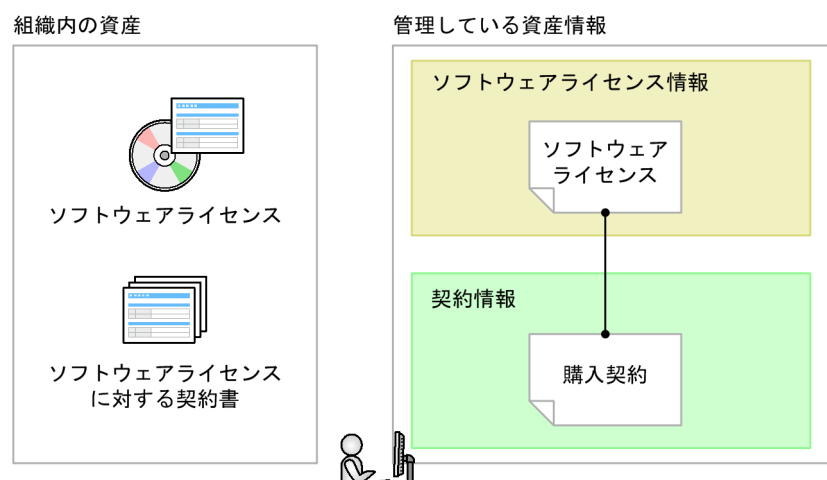 組織内の資産
ソフトウェアライセンス
ソフトウェアライセンス
に対する契約書
管理している資産情報
ソフトウェアライセンス情報
ソフトウェア
ライセンス
契約情報
購入契約